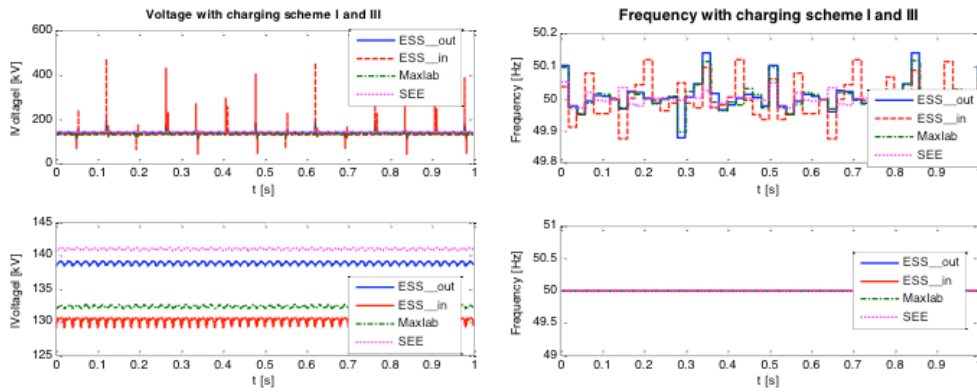 Voltage with charging scheme I and III
600
400
200
0
IVoltageI [kV]
0 0.1 0.2 0.3 0.4 0.5 0.6 0.7 0.8 0.9 1
t [s]
ESS__out
ESS__in
Maxlab
SEE
Frequency with charging scheme I and III
50.2
50.1
50
49.9
49.8
Frequency [Hz]
0 0.1 0.2 0.3 0.4 0.5 0.6 0.7 0.8 0.9 1
t [s]
ESS__out
ESS__in
Maxlab
SEE
145
140
135
130
125
IVoltageI [kV]
0 0.1 0.2 0.3 0.4 0.5 0.6 0.7 0.8 0.9 1
t [s]
ESS__out
ESS__in
Maxlab
SEE
51
50.5
50
49.5
49
Frequency [Hz]
0 0.1 0.2 0.3 0.4 0.5 0.6 0.7 0.8 0.9 1
t [s]
ESS__out
ESS__in
Maxlab
SEE